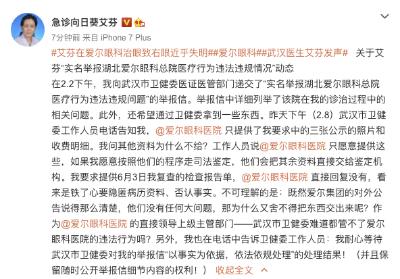 急诊向日葵艾芬
7分钟前 来自 iPhone 7 Plus
#艾芬在爱尔眼科治眼致右眼近乎失明##爱尔眼科##武汉医生艾芬发声# 关于艾
芬“实名举报湖北爱尔眼科总院医疗行为违法违规情况”动态
在2.2下午，我向武汉市卫健委医证医管部门递交了“实名举报湖北爱尔眼科总院
医疗行为违法违规问题”的举报信。举报信中详细列举了该院在我的诊治过程中的
相关问题。此外，还希望通过卫健委拿到一些东西。昨天下午（2.8）武汉市卫健
委工作人员电话告知我，@爱尔眼科医院 只提供了我要求中的三张公示的照片和
收费明细。我问其他资料为什么不给？工作人员说@爱尔眼科医院 只愿意提供这
些。如果我愿意按照他们的程序走司法鉴定，他们会把其余资料直接交给鉴定机
构。我要求提供6月3日我复查的检查报告单，@爱尔眼科医院 直接回复没有，看
来是铁了心要隐匿病历资料、否认事实。不可理解的是：既然爱尔集团的对外公
告说得那么清楚，他们没有任何大问题，那为什么又舍不得把东西交出来呢？作
为@爱尔眼科医院 的直接领导上级主管部门——武汉市卫健委难道都管不了爱尔
眼科医院的违法行为吗？另外，我也在电话中告诉卫健委工作人员：我耐心等待
武汉市卫健委对我的举报信“以事实为依据，依法依规处理”的处理结果！（并且保
留随时公开举报信细节内容的权利！） 收起全文